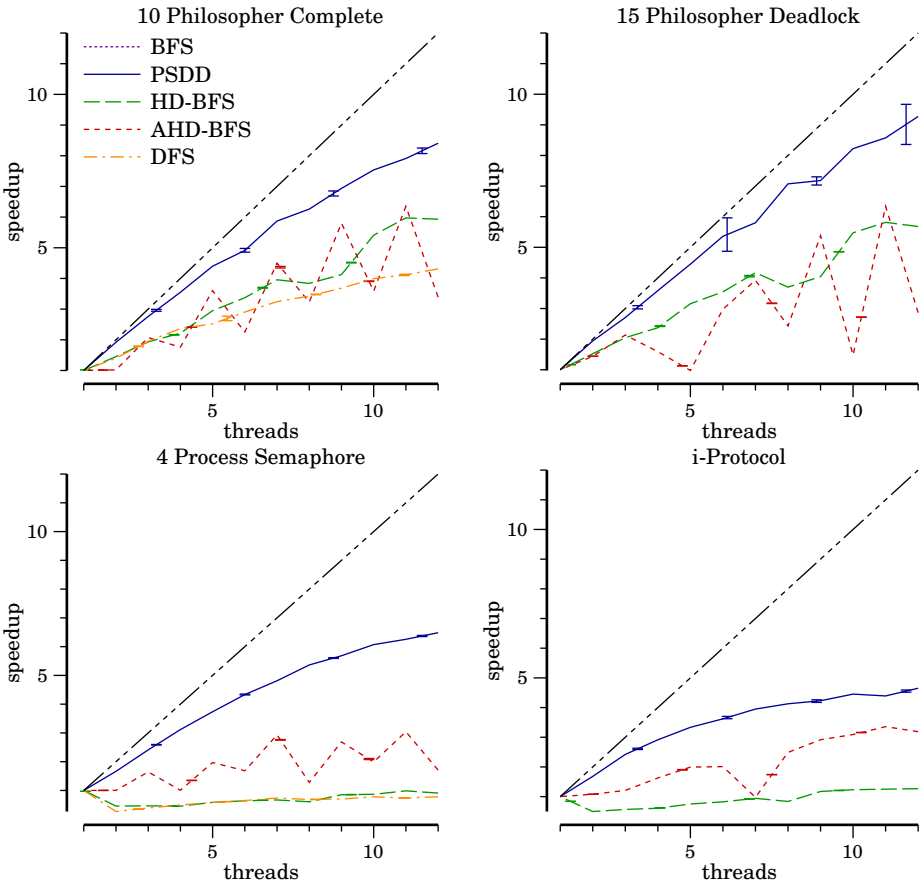 10 Philosopher Complete
BFS
PSDD
HD-BFS
AHD-BFS
DFS
10
5
speedup
5
10
threads
15 Philosopher Deadlock
10
5
speedup
5
10
threads
4 Process Semaphore
10
5
speedup
5
10
threads
i-Protocol
10
5
speedup
5
10
threads